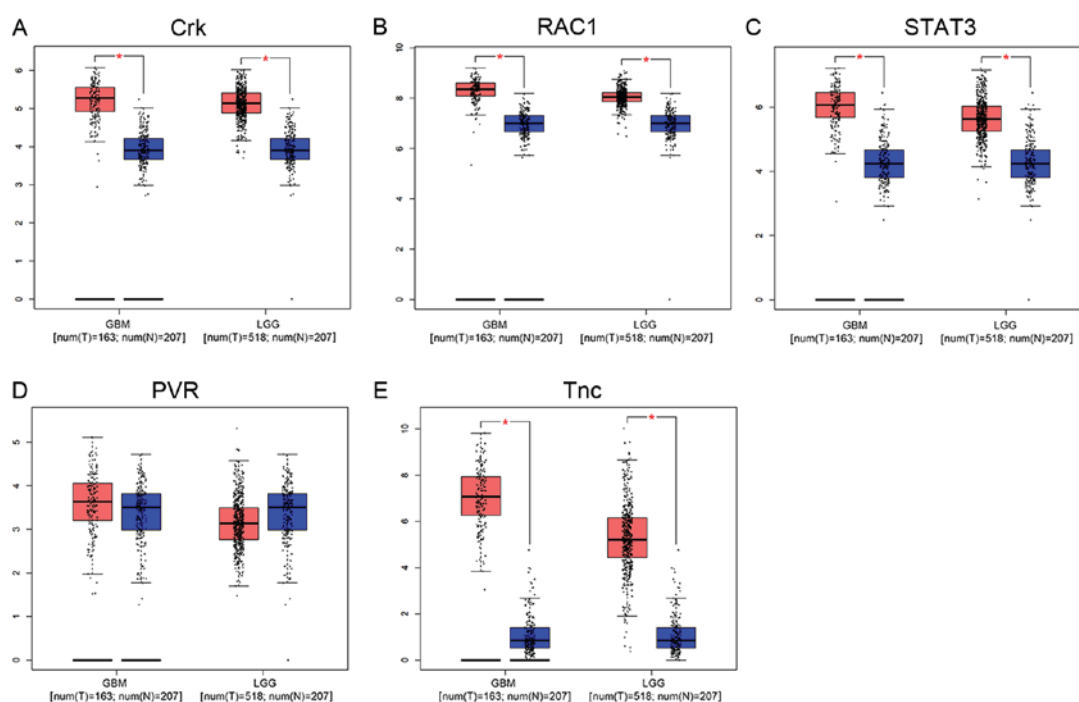 A Crk
6
5
4
3
2
1
0
*
*
GBM
[num(T)=163; num(N)=207]
LGG
[num(T)=518; num(N)=207]
B RAC1
10
8
6
4
2
0
*
*
GBM
[num(T)=163; num(N)=207]
LGG
[num(T)=518; num(N)=207]
C STAT3
6
4
2
0
*
*
GBM
[num(T)=163; num(N)=207]
LGG
[num(T)=518; num(N)=207]
D PVR
5
4
3
2
1
0
GBM
[num(T)=163; num(N)=207]
LGG
[num(T)=518; num(N)=207]
E Tnc
10
8
6
4
2
0
*
*
GBM
[num(T)=163; num(N)=207]
LGG
[num(T)=518; num(N)=207]